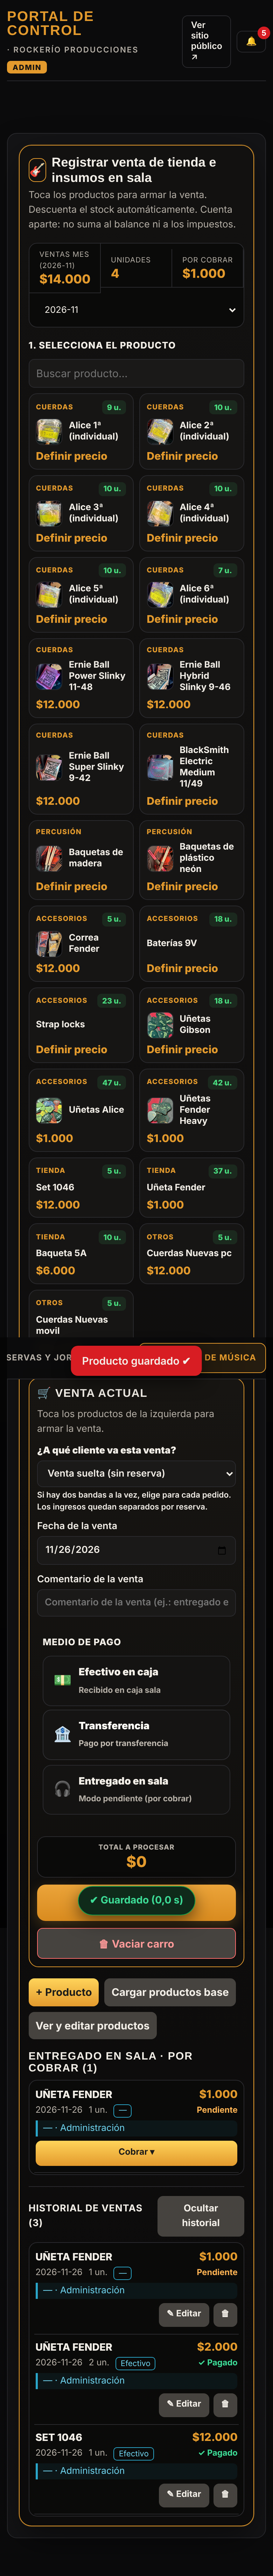 PORTAL DE
CONTROL
· ROCKERÍO PRODUCCIONES
ADMIN
Ver
sitio
público
↗
🔔
5
🎸
Registrar venta de tienda e
insumos en sala
Toca los productos para armar la venta.
Descuenta el stock automáticamente. Cuenta
aparte: no suma al balance ni a los impuestos.
VENTAS MES
(2026-11)
$14.000
UNIDADES
4
POR COBRAR
$1.000
2026-11
1. SELECCIONA EL PRODUCTO
Buscar producto...
CUERDAS 9 u.
Alice 1ª
(individual)
Definir precio
CUERDAS 10 u.
Alice 2ª
(individual)
Definir precio
CUERDAS 10 u.
Alice 3ª
(individual)
Definir precio
CUERDAS 10 u.
Alice 4ª
(individual)
Definir precio
CUERDAS 10 u.
Alice 5ª
(individual)
Definir precio
CUERDAS 7 u.
Alice 6ª
(individual)
Definir precio
CUERDAS
Ernie Ball
Power Slinky
11-48
$12.000
CUERDAS
Ernie Ball
Hybrid
Slinky 9-46
$12.000
CUERDAS
Ernie Ball
Super Slinky
9-42
$12.000
CUERDAS
BlackSmith
Electric
Medium
11/49
Definir precio
PERCUSIÓN
Baquetas de
madera
Definir precio
PERCUSIÓN
Baquetas de
plástico
neón
Definir precio
ACCESORIOS 5 u.
Correa
Fender
$12.000
ACCESORIOS 18 u.
Baterías 9V
Definir precio
ACCESORIOS 23 u.
Strap locks
Definir precio
ACCESORIOS 18 u.
Uñetas
Gibson
Definir precio
ACCESORIOS 47 u.
Uñetas Alice
$1.000
ACCESORIOS 42 u.
Uñetas
Fender
Heavy
$1.000
TIENDA 5 u.
Set 1046
$12.000
TIENDA 37 u.
Uñeta Fender
$1.000
TIENDA 10 u.
Baqueta 5A
$6.000
OTROS 5 u.
Cuerdas Nuevas pc
$12.000
OTROS 5 u.
Cuerdas Nuevas
movil
SERVAS Y JOR
Producto guardado ✔
DE MÚSICA
🛒 VENTA ACTUAL
Toca los productos de la izquierda para
armar la venta.
¿A qué cliente va esta venta?
Venta suelta (sin reserva)
Si hay dos bandas a la vez, elige para cada pedido.
Los ingresos quedan separados por reserva.
Fecha de la venta
11/26/2026
Comentario de la venta
Comentario de la venta (ej.: entregado e
MEDIO DE PAGO
💵 Efectivo en caja
Recibido en caja sala
🏦 Transferencia
Pago por transferencia
🎧 Entregado en sala
Modo pendiente (por cobrar)
TOTAL A PROCESAR
$0
✔ Guardado (0,0 s)
🗑 Vaciar carro
+ Producto
Cargar productos base
Ver y editar productos
ENTREGADO EN SALA · POR
COBRAR (1)
UÑETA FENDER $1.000
2026-11-26 1 un. — Pendiente
— · Administración
Cobrar ▾
HISTORIAL DE VENTAS
(3)
Ocultar
historial
UÑETA FENDER $1.000
2026-11-26 1 un. — Pendiente
— · Administración
✎ Editar 🗑
UÑETA FENDER $2.000
2026-11-26 2 un. Efectivo ✓ Pagado
— · Administración
✎ Editar 🗑
SET 1046 $12.000
2026-11-26 1 un. Efectivo ✓ Pagado
— · Administración
✎ Editar 🗑